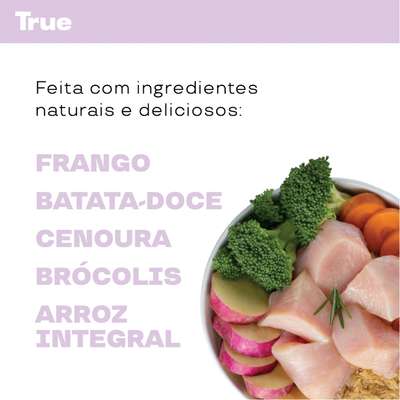 True
Feita com ingredientes
naturais e deliciosos:
FRANGO
BATATA-DOCE
CENOURA
BRÓCOLIS
ARROZ
INTEGRAL